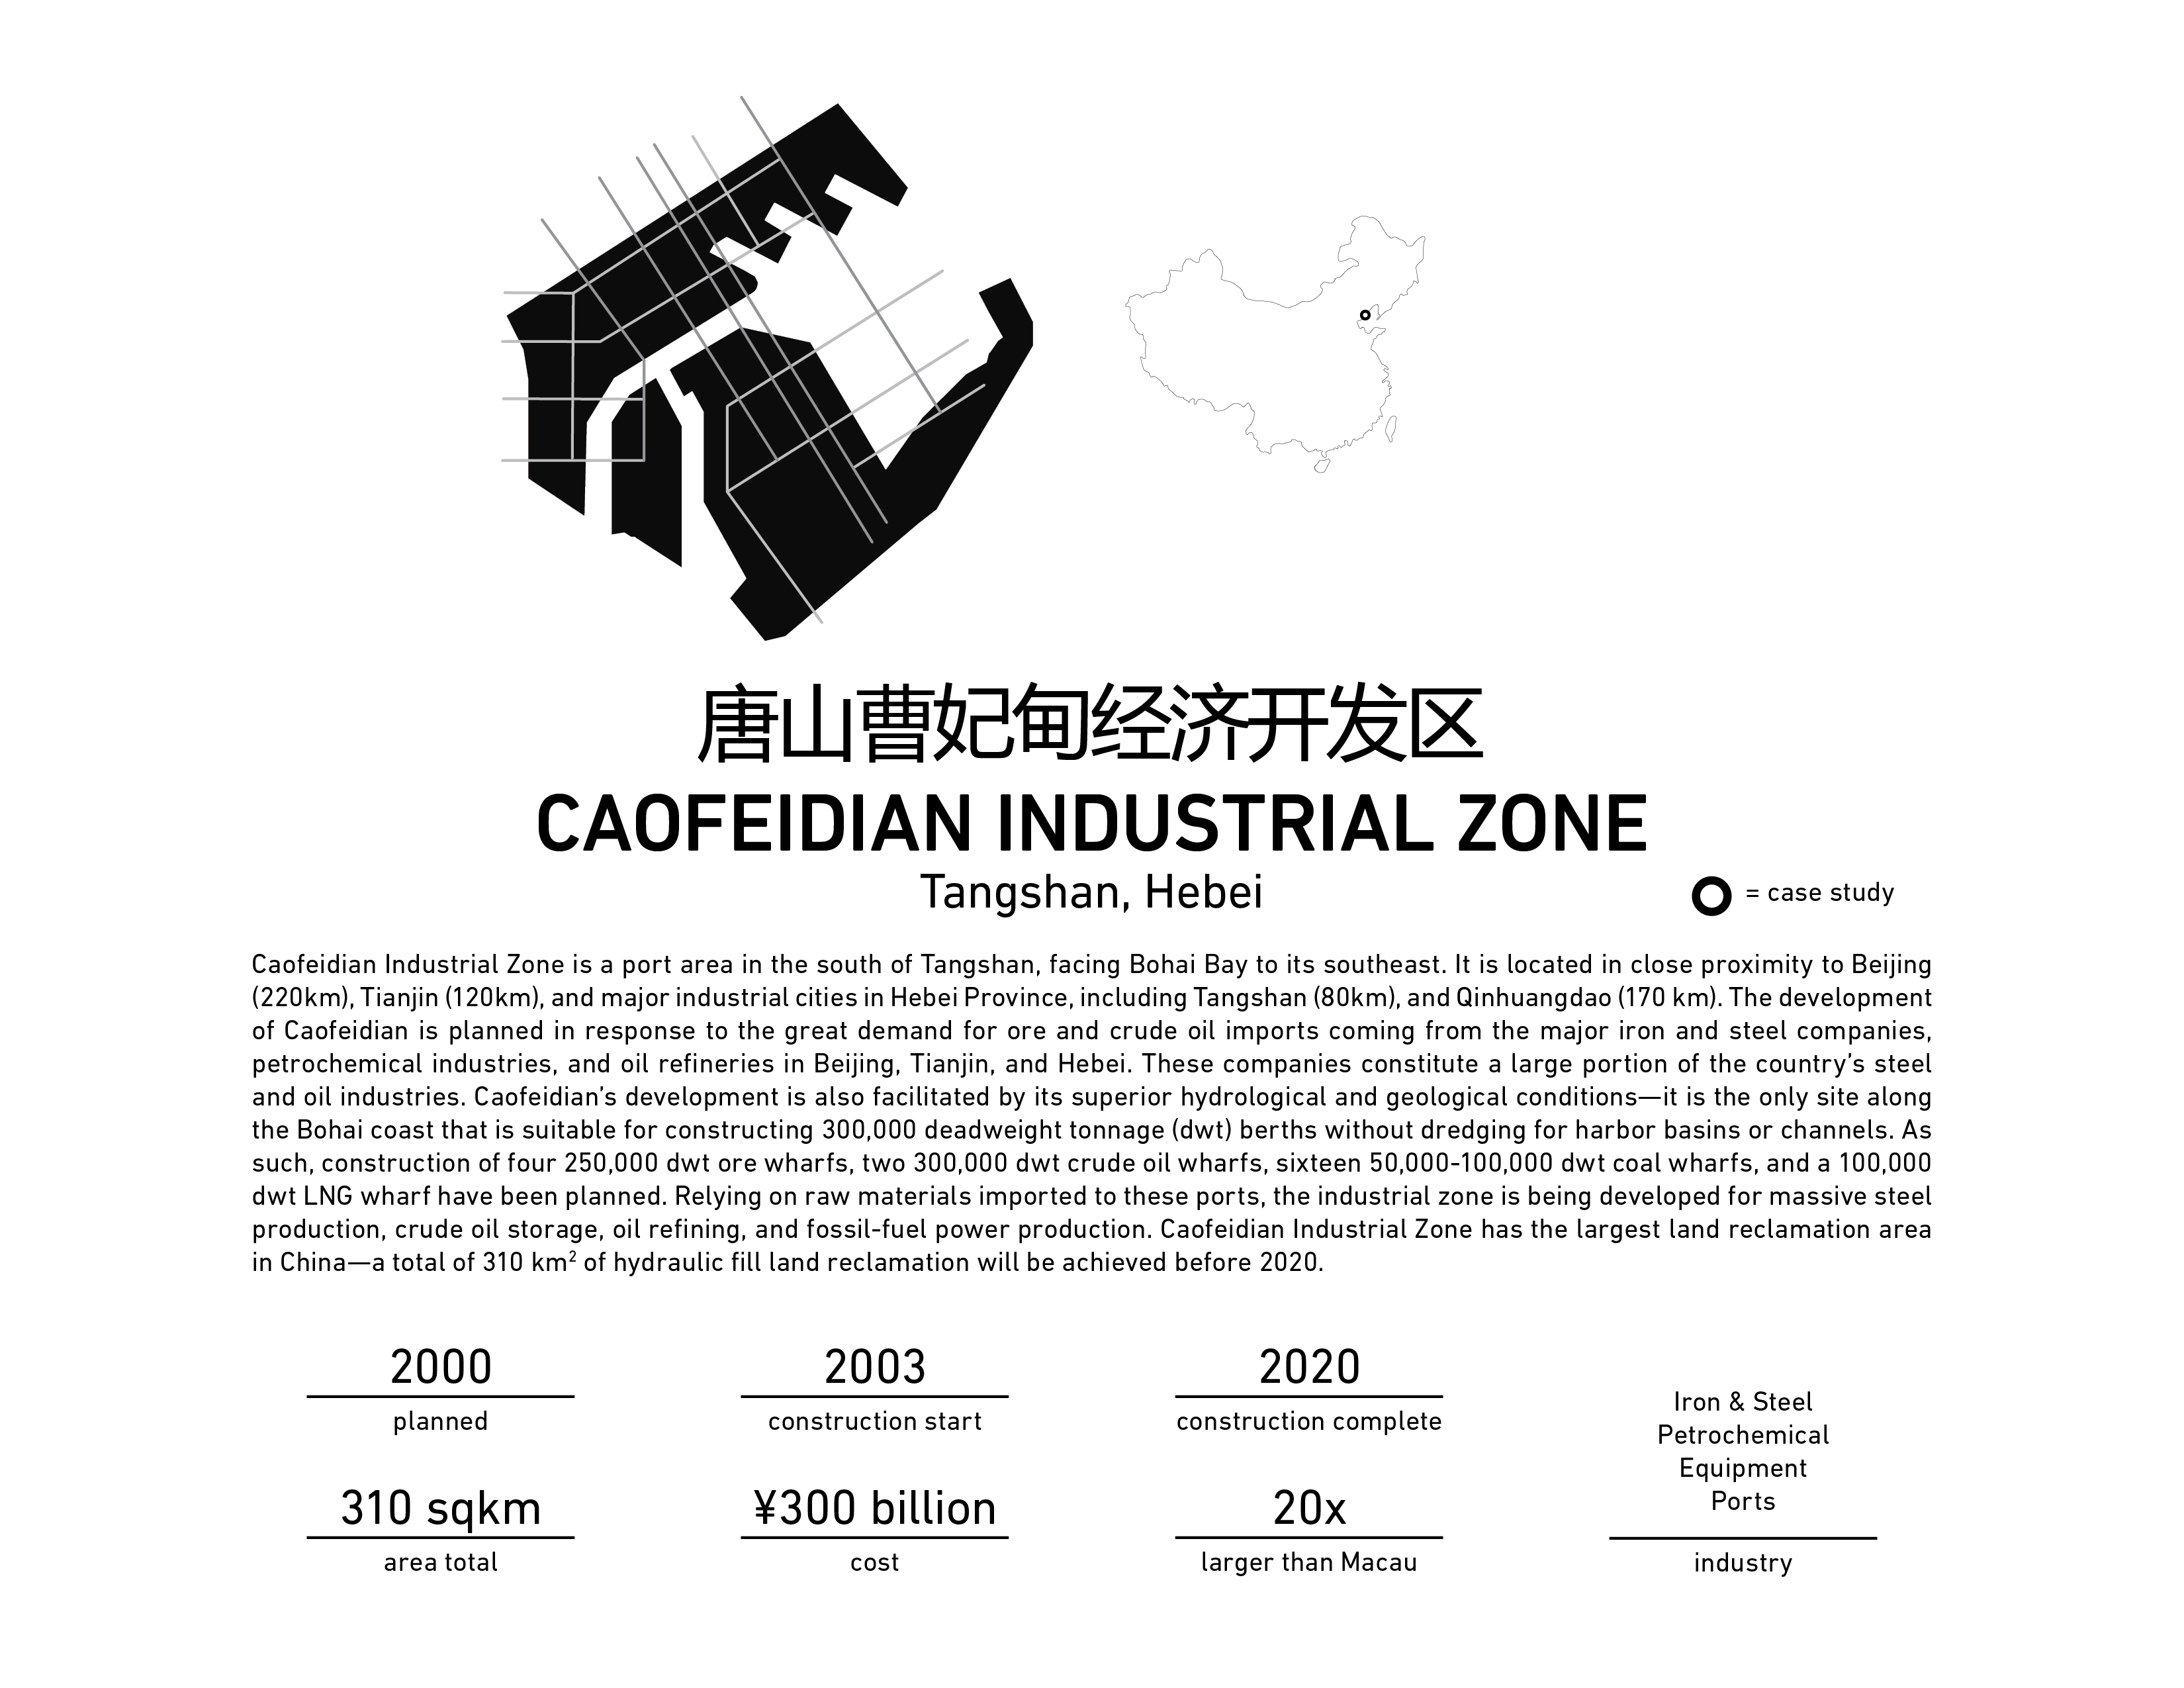 唐山曹妃甸经济开发区
CAOFEIDIAN INDUSTRIAL ZONE
Tangshan, Hebei
= case study
Caofeidian Industrial Zone is a port area in the south of Tangshan, facing Bohai Bay to its southeast. It is located in close proximity to Beijing
(220km), Tianjin (120km), and major industrial cities in Hebei Province, including Tangshan (80km), and Qinhuangdao (170 km). The development
of Caofeidian is planned in response to the great demand for ore and crude oil imports coming from the major iron and steel companies,
petrochemical industries, and oil refineries in Beijing, Tianjin, and Hebei. These companies constitute a large portion of the country’s steel
and oil industries. Caofeidian’s development is also facilitated by its superior hydrological and geological conditions—it is the only site along
the Bohai coast that is suitable for constructing 300,000 deadweight tonnage (dwt) berths without dredging for harbor basins or channels. As
such, construction of four 250,000 dwt ore wharfs, two 300,000 dwt crude oil wharfs, sixteen 50,000-100,000 dwt coal wharfs, and a 100,000
dwt LNG wharf have been planned. Relying on raw materials imported to these ports, the industrial zone is being developed for massive steel
production, crude oil storage, oil refining, and fossil-fuel power production. Caofeidian Industrial Zone has the largest land reclamation area
in China—a total of 310 km² of hydraulic fill land reclamation will be achieved before 2020.
2000
planned
2003
construction start
2020
construction complete
310 sqkm
area total
¥300 billion
cost
20x
larger than Macau
Iron & Steel
Petrochemical
Equipment
Ports
industry